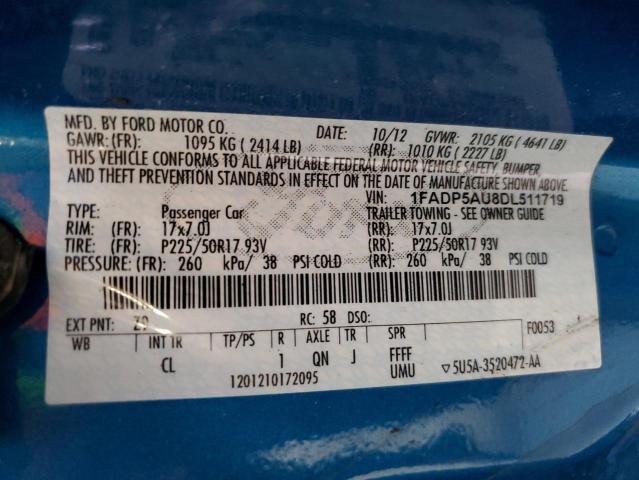 MFD. BY FORD MOTOR CO. DATE: 10/12 GVWR: 2105 KG ( 4641 LB)
GAWR: (FR): 1095 KG ( 2414 LB) (RR): 1010 KG ( 2227 LB)
THIS VEHICLE CONFORMS TO ALL APPLICABLE FEDERAL MOTOR VEHICLE SAFETY, BUMPER,
AND THEFT PREVENTION STANDARDS IN EFFECT ON THE DATE OF MANUFACTURE SHOWN ABOVE.
VIN: 1FADP5AU8DL511719
TYPE: Passenger Car TRAILER TOWING - SEE OWNER GUIDE
RIM: (FR): 17x7.0J (RR): 17x7.0J
TIRE: (FR): P225/50R17 93V (RR): P225/50R17 93V
PRESSURE: (FR): 260 kPa/ 38 PSI COLD (RR): 260 kPa/ 38 PSI COLD
EXT PNT: RC: 58 DSO: F0053
WB INT TR TP/PS R AXLE TR SPR
CL 1 QN J FFFF
UMU
1201210172095 ▽5U5A-3520472-AA